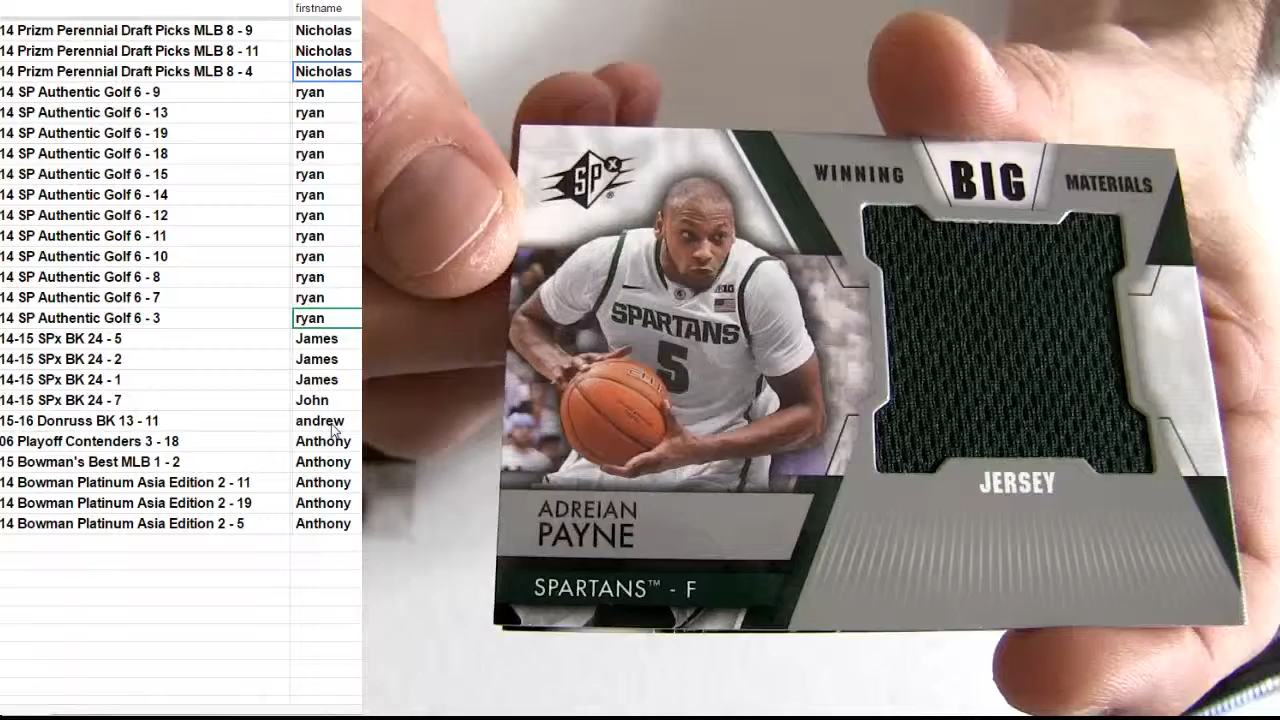 firstname
14 Prizm Perennial Draft Picks MLB 8 - 9 Nicholas
14 Prizm Perennial Draft Picks MLB 8 - 11 Nicholas
14 Prizm Perennial Draft Picks MLB 8 - 4 Nicholas
14 SP Authentic Golf 6 - 9 ryan
14 SP Authentic Golf 6 - 13 ryan
14 SP Authentic Golf 6 - 19 ryan
14 SP Authentic Golf 6 - 18 ryan
14 SP Authentic Golf 6 - 15 ryan
14 SP Authentic Golf 6 - 14 ryan
14 SP Authentic Golf 6 - 12 ryan
14 SP Authentic Golf 6 - 11 ryan
14 SP Authentic Golf 6 - 10 ryan
14 SP Authentic Golf 6 - 8 ryan
14 SP Authentic Golf 6 - 7 ryan
14 SP Authentic Golf 6 - 3 ryan
14-15 SPx BK 24 - 5 James
14-15 SPx BK 24 - 2 James
14-15 SPx BK 24 - 1 James
14-15 SPx BK 24 - 7 John
15-16 Donruss BK 13 - 11 andrew
06 Playoff Contenders 3 - 18 Anthony
15 Bowman's Best MLB 1 - 2 Anthony
14 Bowman Platinum Asia Edition 2 - 11 Anthony
14 Bowman Platinum Asia Edition 2 - 19 Anthony
14 Bowman Platinum Asia Edition 2 - 5 Anthony
SPx®
WINNING BIG MATERIALS
SPARTANS
5
JERSEY
ADREIAN
PAYNE
SPARTANS™ - F